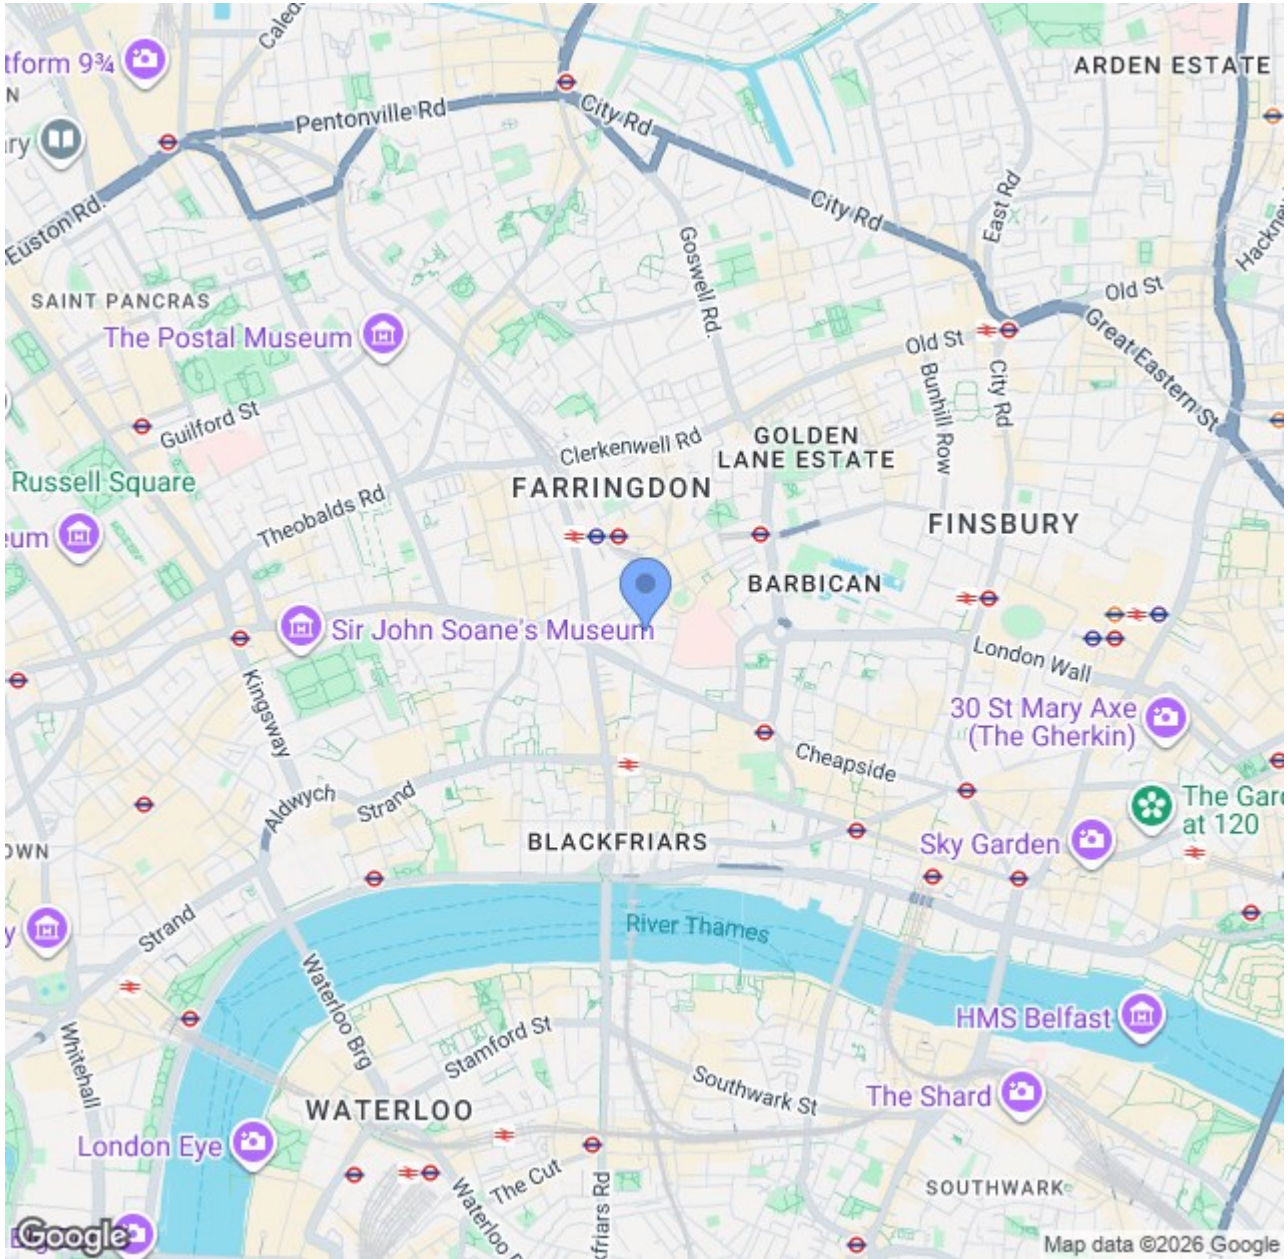 ARDEN ESTATE
tform 9¾
N
Pentonville Rd
City Rd
ary
Euston Rd
City Rd
East Rd
Goswell Rd
SAINT PANCRAS
Old St
The Postal Museum
Great Eastern St
Old St
Bunhill Row
City Rd
Guilford St
Clerkenwell Rd
GOLDEN
LANE ESTATE
Russell Square
Theobalds Rd
FARRINGDON
FINSBURY
eum
BARBICAN
Sir John Soane's Museum
London Wall
Kingsway
30 St Mary Axe
(The Gherkin)
Cheapside
Aldwych
Strand
The Gar
at 120
BLACKFRIARS
Sky Garden
OWN
Strand
River Thames
y
Waterloo Brg
HMS Belfast
Whitehall
Stamford St
Southwark St
The Shard
WATERLOO
London Eye
The Cut
SOUTHWARK
Waterloo
friars Rd
Google
Map data ©2026 Google